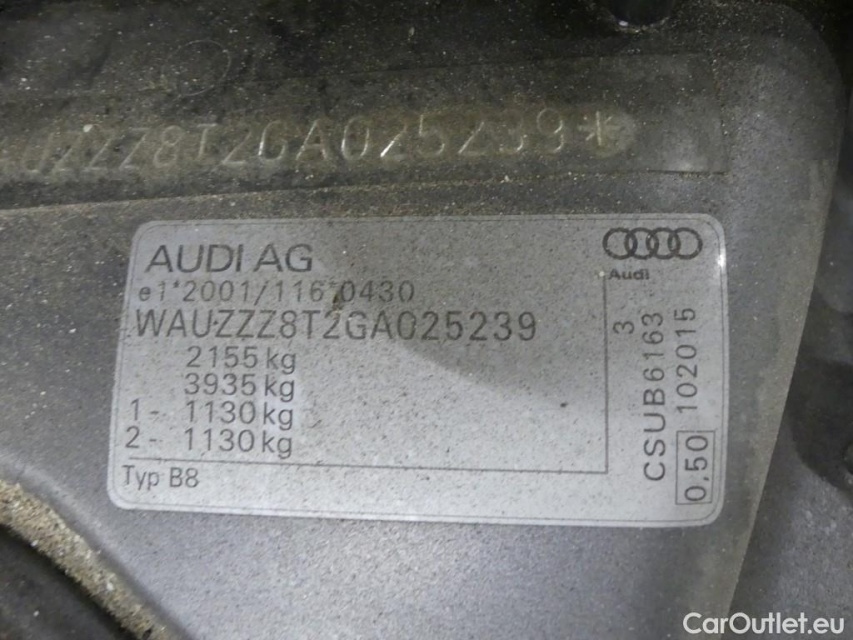 UZZZ8T2GA025239*
AUDI AG
Audi
e1*2001/116*0430
WAUZZZ8T2GA025239
2155 kg
3935 kg
1- 1130 kg
2- 1130 kg
Typ B8
3
CSUB6163
102015
0.50
CarOutlet.eu